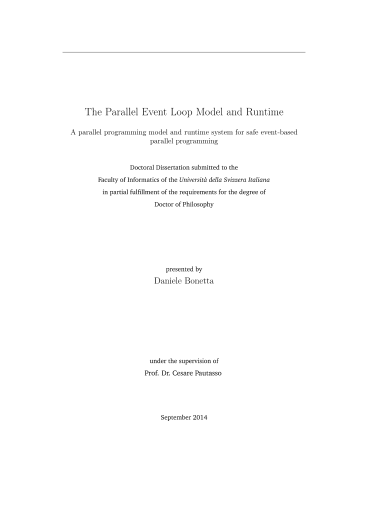 The Parallel Event Loop Model and Runtime
A parallel programming model and runtime system for safe event-based
parallel programming
Doctoral Dissertation submitted to the
Faculty of Informatics of the Università della Svizzera Italiana
in partial fulfillment of the requirements for the degree of
Doctor of Philosophy
presented by
Daniele Bonetta
under the supervision of
Prof. Dr. Cesare Pautasso
September 2014